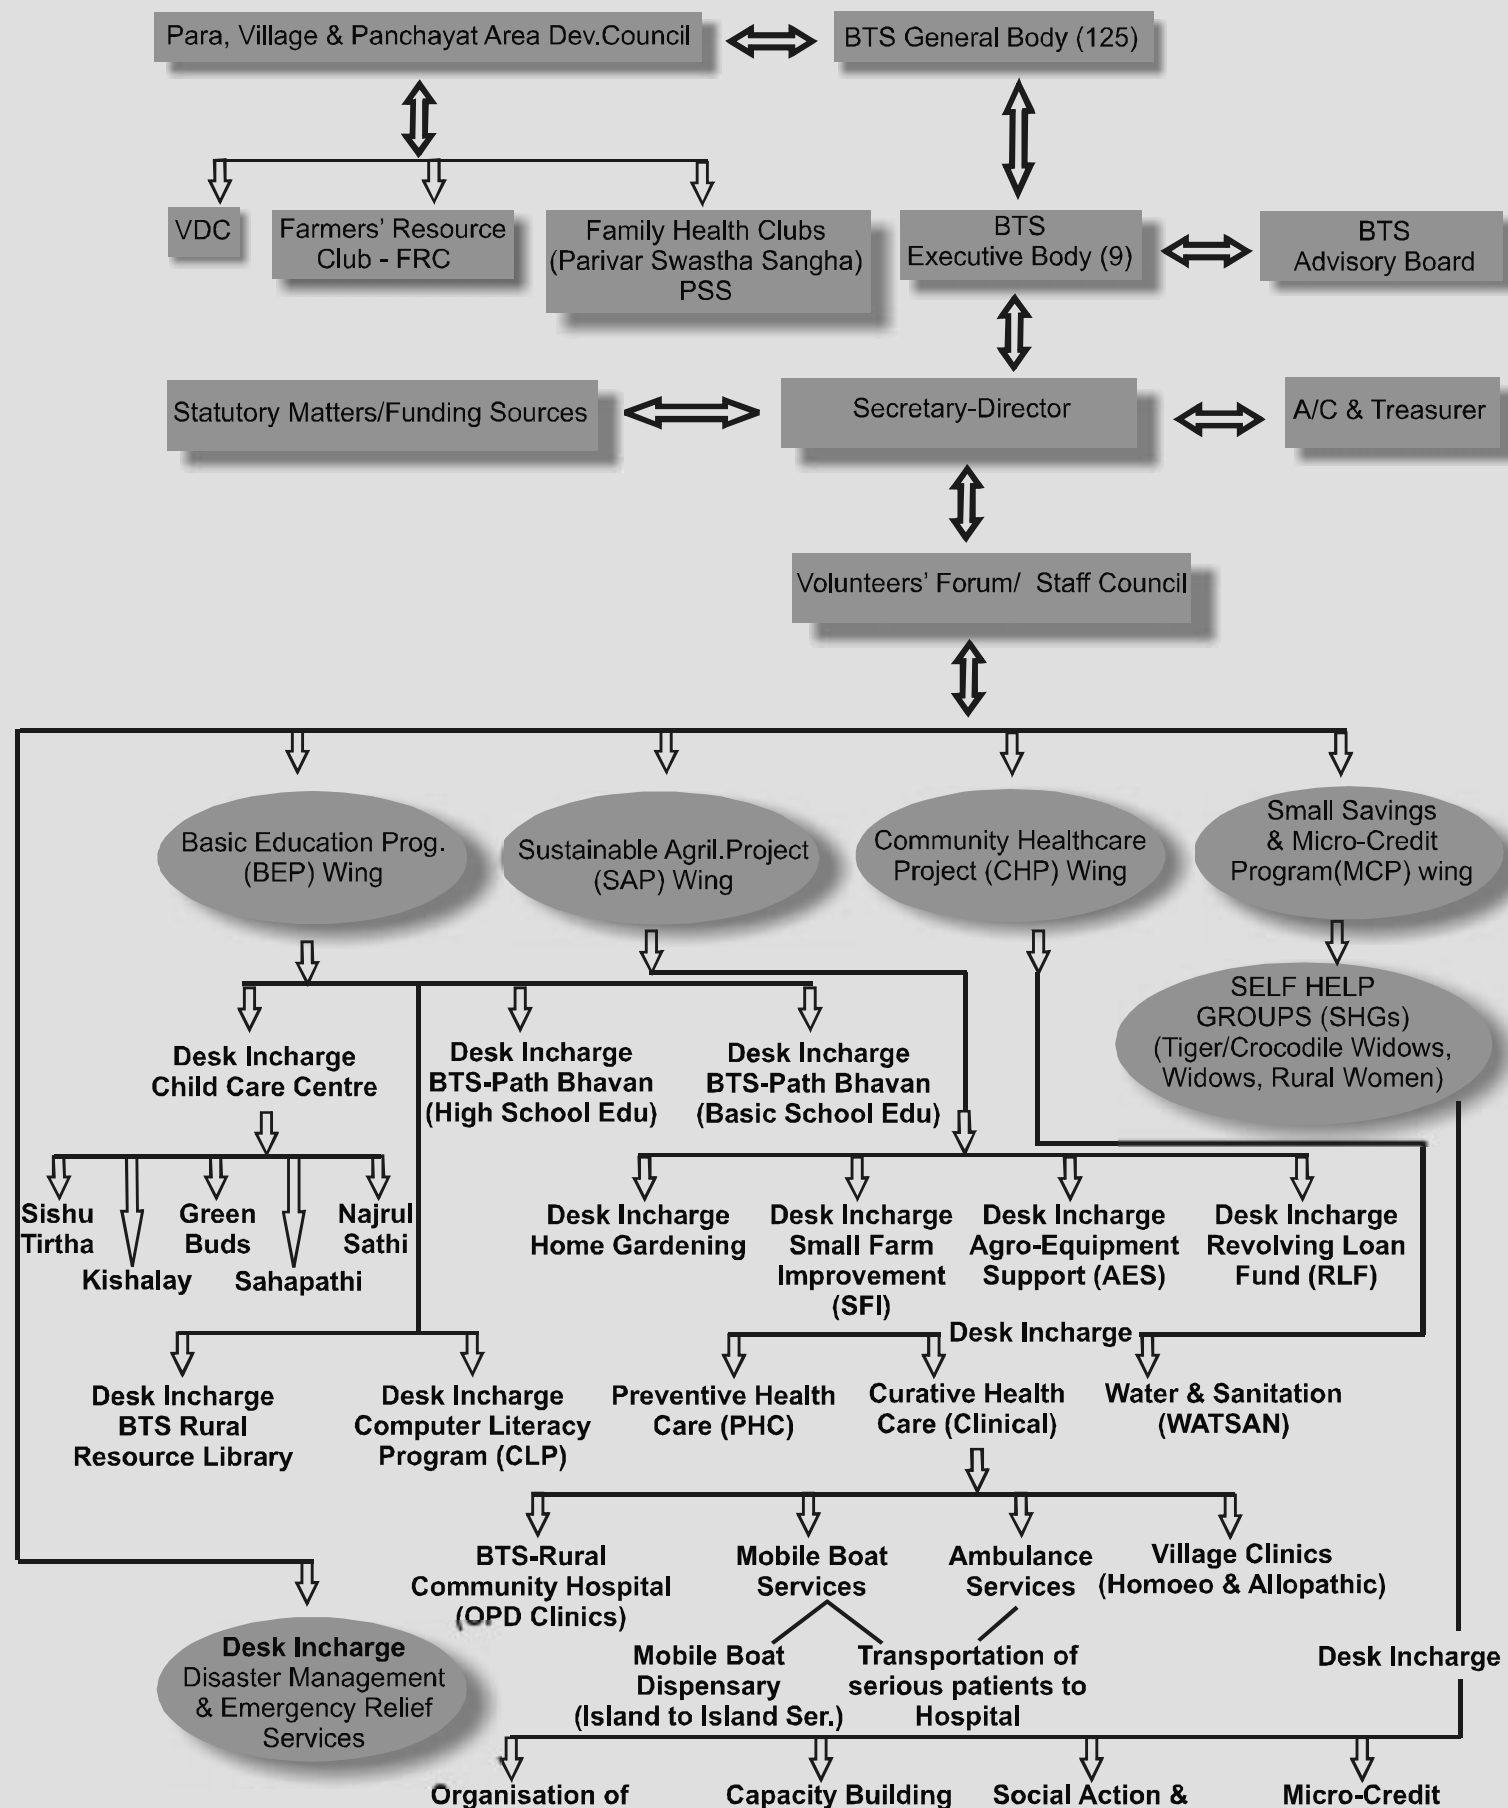 Para, Village & Panchayat Area Dev.Council
BTS General Body (125)
VDC
Farmers' Resource
Club - FRC
Family Health Clubs
(Parivar Swastha Sangha)
PSS
BTS
Executive Body (9)
BTS
Advisory Board
Statutory Matters/Funding Sources
Secretary-Director
A/C & Treasurer
Volunteers' Forum/ Staff Council
Basic Education Prog.
(BEP) Wing
Sustainable Agril.Project
(SAP) Wing
Community Healthcare
Project (CHP) Wing
Small Savings
& Micro-Credit
Program(MCP) wing
SELF HELP
GROUPS (SHGs)
(Tiger/Crocodile Widows,
Widows, Rural Women)
Desk Incharge
Child Care Centre
Desk Incharge
BTS-Path Bhavan
(High School Edu)
Desk Incharge
BTS-Path Bhavan
(Basic School Edu)
Sishu
Tirtha
Kishalay
Green
Buds
Sahapathi
Najrul
Sathi
Desk Incharge
Home Gardening
Desk Incharge
Small Farm
Improvement
(SFI)
Desk Incharge
Agro-Equipment
Support (AES)
Desk Incharge
Revolving Loan
Fund (RLF)
Desk Incharge
Desk Incharge
BTS Rural
Resource Library
Desk Incharge
Computer Literacy
Program (CLP)
Preventive Health
Care (PHC)
Curative Health
Care (Clinical)
Water & Sanitation
(WATSAN)
BTS-Rural
Community Hospital
(OPD Clinics)
Mobile Boat
Services
Ambulance
Services
Village Clinics
(Homoeo & Allopathic)
Desk Incharge
Disaster Management
& Emergency Relief
Services
Mobile Boat
Dispensary
(Island to Island Ser.)
Transportation of
serious patients to
Hospital
Desk Incharge
Organisation of
Capacity Building
Social Action &
Micro-Credit